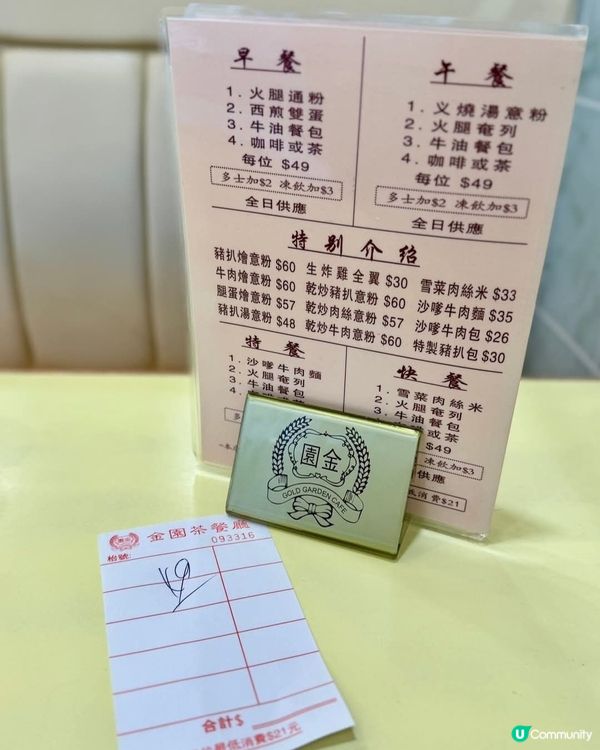 早餐
1. 火腿通粉
2. 西煎雙蛋
3. 牛油餐包
4. 咖啡或茶
每位 $49
多士加$2 凍飲加$3
全日供應
午餐
1. 义燒湯意粉
2. 火腿奄列
3. 牛油餐包
4. 咖啡或茶
每位 $49
多士加$2 凍飲加$3
全日供應
特別介紹
豬扒燴意粉 $60 生炸雞全翼 $30 雪菜肉絲米 $33
牛肉燴意粉 $60 乾炒豬扒意粉 $60 沙嗲牛肉麵 $35
腿蛋燴意粉 $57 乾炒肉絲意粉 $57 沙嗲牛肉包 $26
豬扒湯意粉 $48 乾炒牛肉意粉 $60 特製豬扒包 $30
特餐
1. 沙嗲牛肉麵
2. 火腿奄列
3. 牛油餐包
快餐
1. 雪菜肉絲米
2. 火腿奄列
3. 牛油餐包
或茶
$49
凍飲加$3
消費$21
金園
GOLD GARDEN CAFE
金園茶餐廳
093316
枱號:
合計$
最低消費$21元
U Community